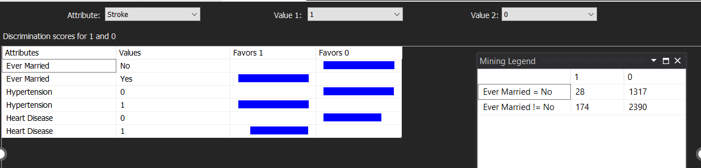 Attribute: Stroke Value 1: 1 Value 2: 0
Discrimination scores for 1 and 0
Attributes Values Favors 1 Favors 0
Ever Married No
Ever Married Yes
Hypertension 0
Hypertension 1
Heart Disease 0
Heart Disease 1
Mining Legend
1 0
Ever Married = No 28 1317
Ever Married != No 174 2390